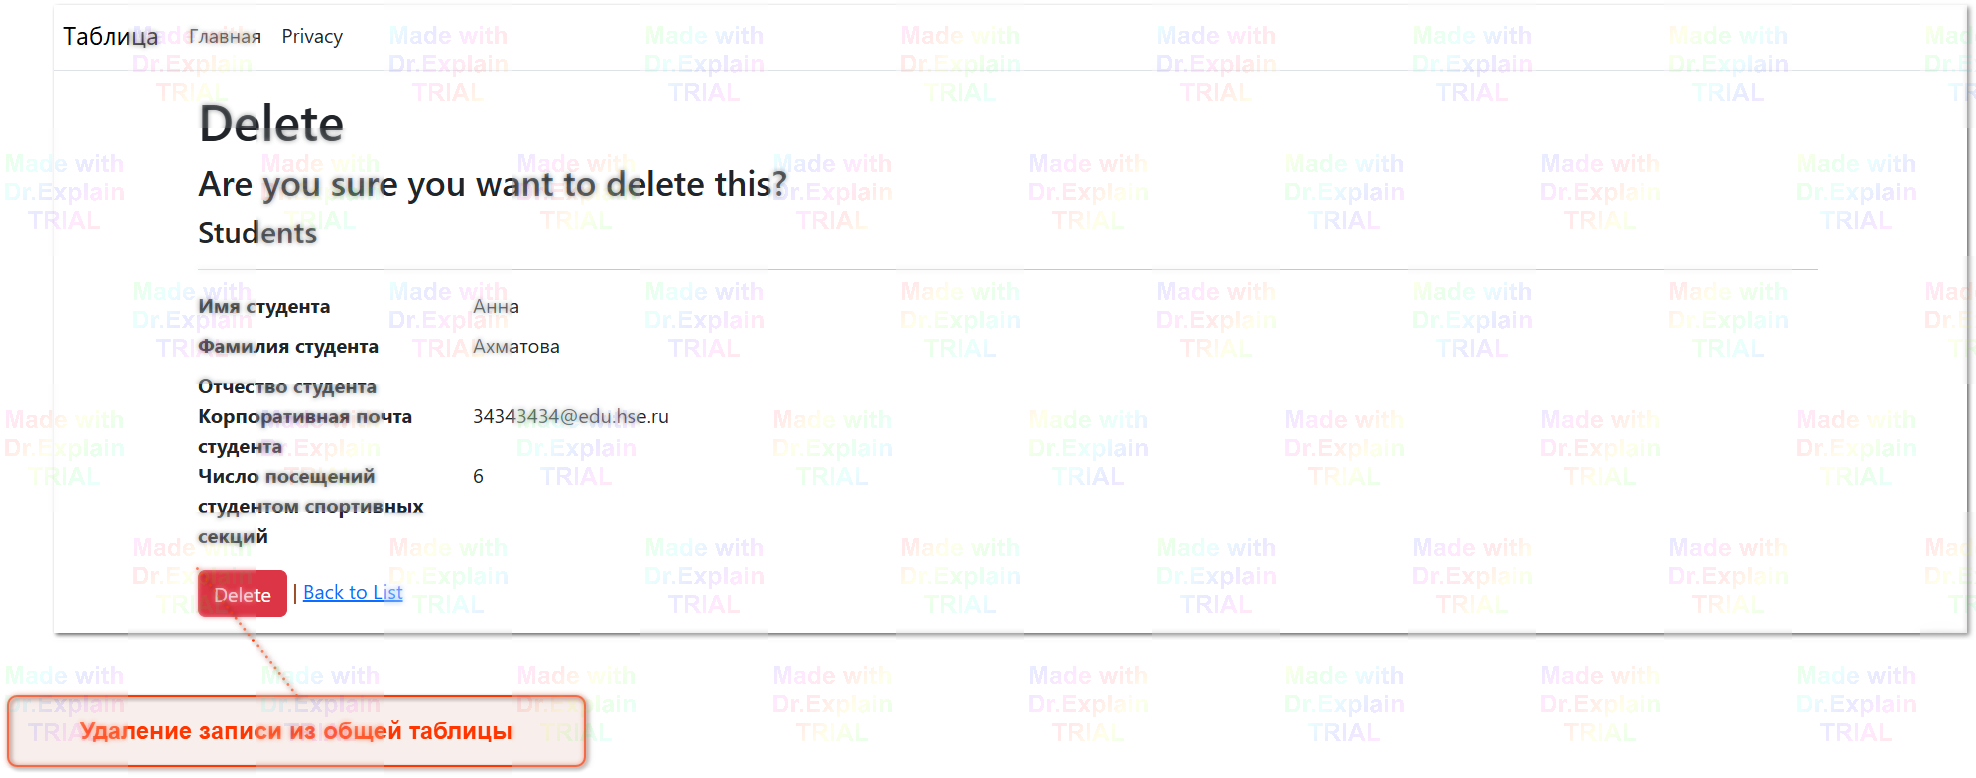 Таблица Главная Privacy
Delete
Are you sure you want to delete this?
Students
Имя студента Анна
Фамилия студента Ахматова
Отчество студента
Корпоративная почта 34343434@edu.hse.ru
студента
Число посещений 6
студентом спортивных
секций
Delete | Back to List
Удаление записи из общей таблицы
Made with
Dr.Explain
TRIAL